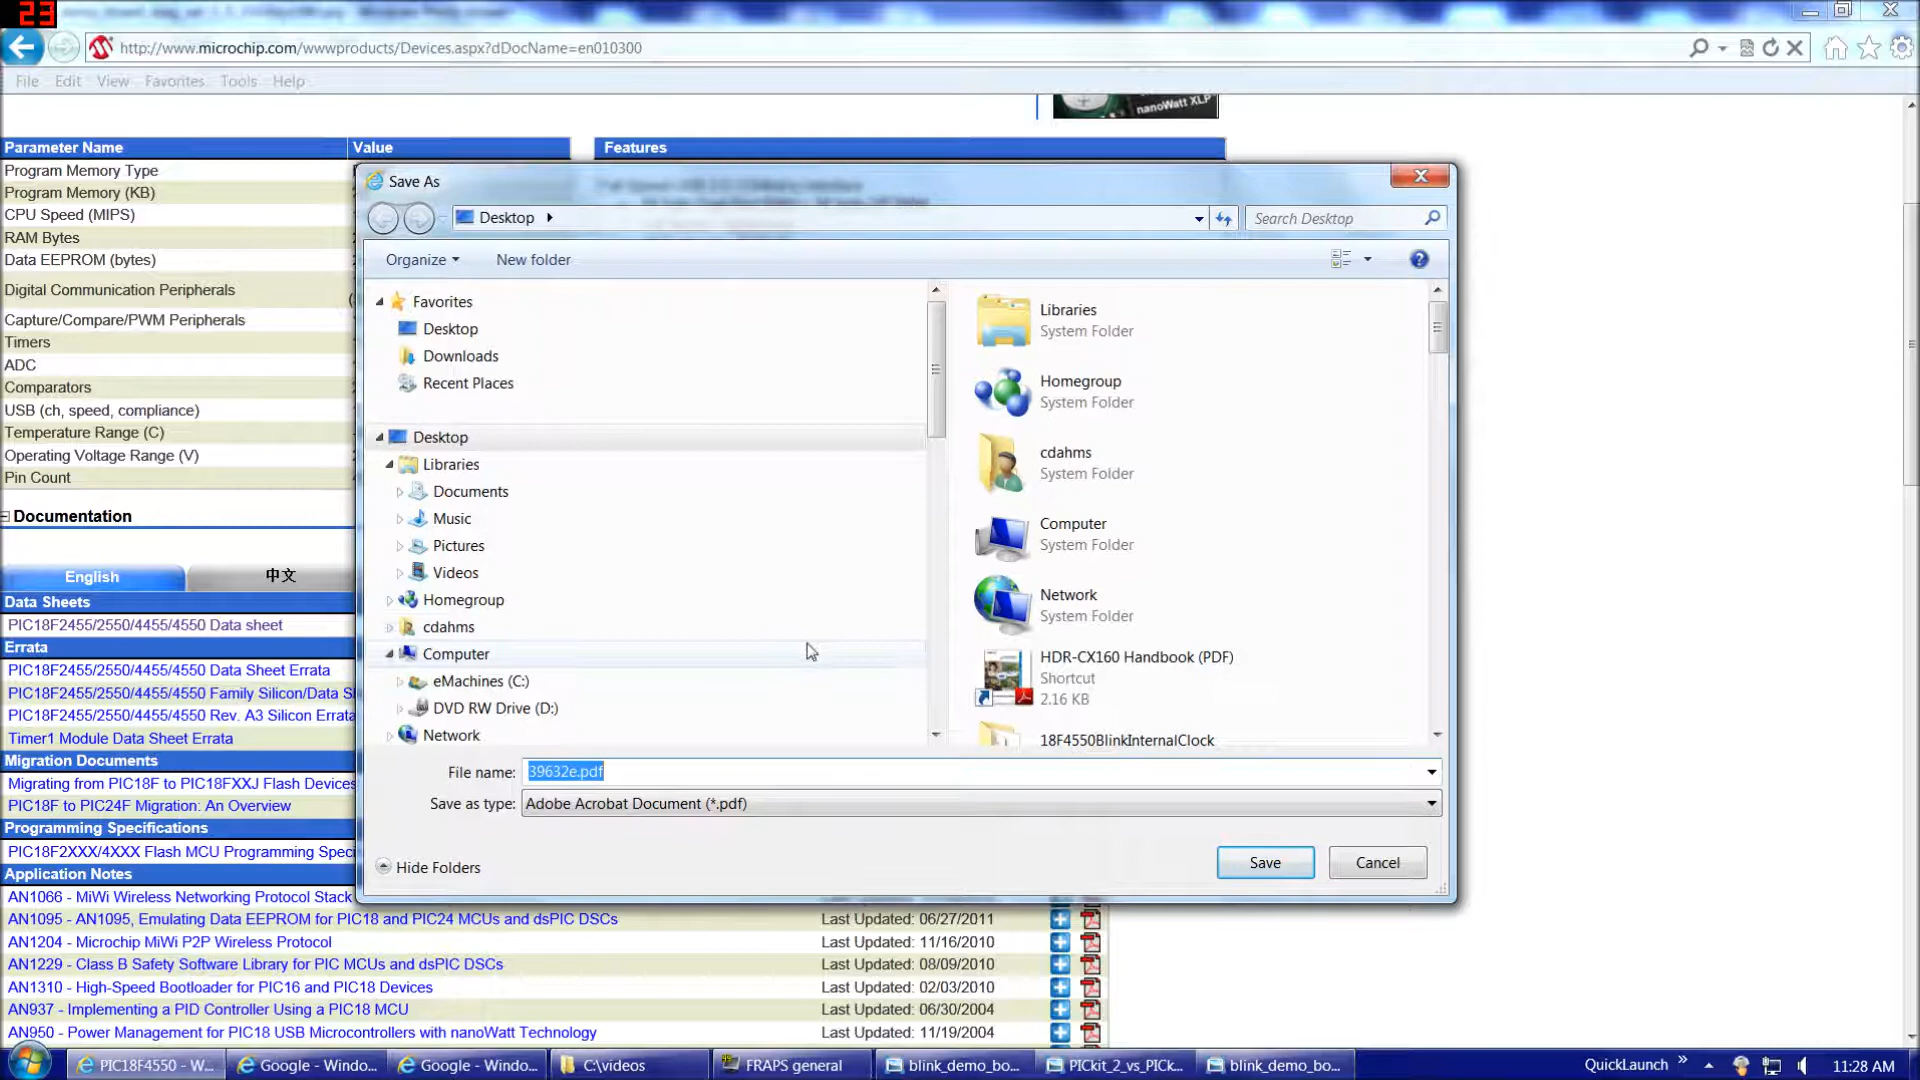 23
http://www.microchip.com/wwwproducts/Devices.aspx?dDocName=en010300
File Edit View Favorites Tools Help
nanoWatt XLP
Parameter Name Value Features
Program Memory Type
Program Memory (KB)
CPU Speed (MIPS)
RAM Bytes
Data EEPROM (bytes)
Digital Communication Peripherals
Capture/Compare/PWM Peripherals
Timers
ADC
Comparators
USB (ch, speed, compliance)
Temperature Range (C)
Operating Voltage Range (V)
Pin Count
Documentation
English 中文
Data Sheets
PIC18F2455/2550/4455/4550 Data sheet
Errata
PIC18F2455/2550/4455/4550 Data Sheet Errata
PIC18F2455/2550/4455/4550 Family Silicon/Data S
PIC18F2455/2550/4455/4550 Rev. A3 Silicon Errata
Timer1 Module Data Sheet Errata
Migration Documents
Migrating from PIC18F to PIC18FXXJ Flash Devices
PIC18F to PIC24F Migration: An Overview
Programming Specifications
PIC18F2XXX/4XXX Flash MCU Programming Speci
Application Notes
AN1066 - MiWi Wireless Networking Protocol Stack
AN1095 - AN1095, Emulating Data EEPROM for PIC18 and PIC24 MCUs and dsPIC DSCs Last Updated: 06/27/2011
AN1204 - Microchip MiWi P2P Wireless Protocol Last Updated: 11/16/2010
AN1229 - Class B Safety Software Library for PIC MCUs and dsPIC DSCs Last Updated: 08/09/2010
AN1310 - High-Speed Bootloader for PIC16 and PIC18 Devices Last Updated: 02/03/2010
AN937 - Implementing a PID Controller Using a PIC18 MCU Last Updated: 06/30/2004
AN950 - Power Management for PIC18 USB Microcontrollers with nanoWatt Technology Last Updated: 11/19/2004
Save As
Desktop
Search Desktop
Organize New folder
Favorites
Desktop
Downloads
Recent Places
Desktop
Libraries
Documents
Music
Pictures
Videos
Homegroup
cdahms
Computer
eMachines (C:)
DVD RW Drive (D:)
Network
Libraries
System Folder
Homegroup
System Folder
cdahms
System Folder
Computer
System Folder
Network
System Folder
HDR-CX160 Handbook (PDF)
Shortcut
2.16 KB
18F4550BlinkInternalClock
File name: 39632e.pdf
Save as type: Adobe Acrobat Document (*.pdf)
Hide Folders
Save Cancel
PIC18F4550 - W...
Google - Windo...
Google - Windo...
C:\videos
FRAPS general
blink_demo_bo...
PICkit_2_vs_PICk...
blink_demo_bo...
QuickLaunch
11:28 AM